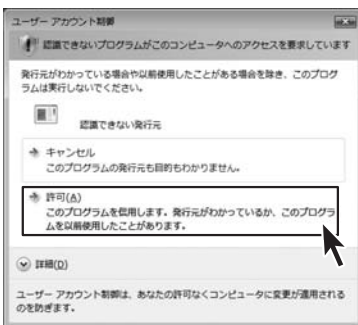 ユーザー アカウント制御
認識できないプログラムがこのコンピュータへのアクセスを要求しています
発行元がわかっている場合や以前使用したことがある場合を除き、このプログ
ラムは実行しないでください。
認識できない発行元
キャンセル
このプログラムの発行元も目的もわかりません。
許可(A)
このプログラムを信用します。発行元がわかっているか、このプログラ
ムを以前使用したことがあります。
詳細(D)
ユーザー アカウント制御は、あなたの許可なくコンピュータに変更が適用される
のを防ぎます。